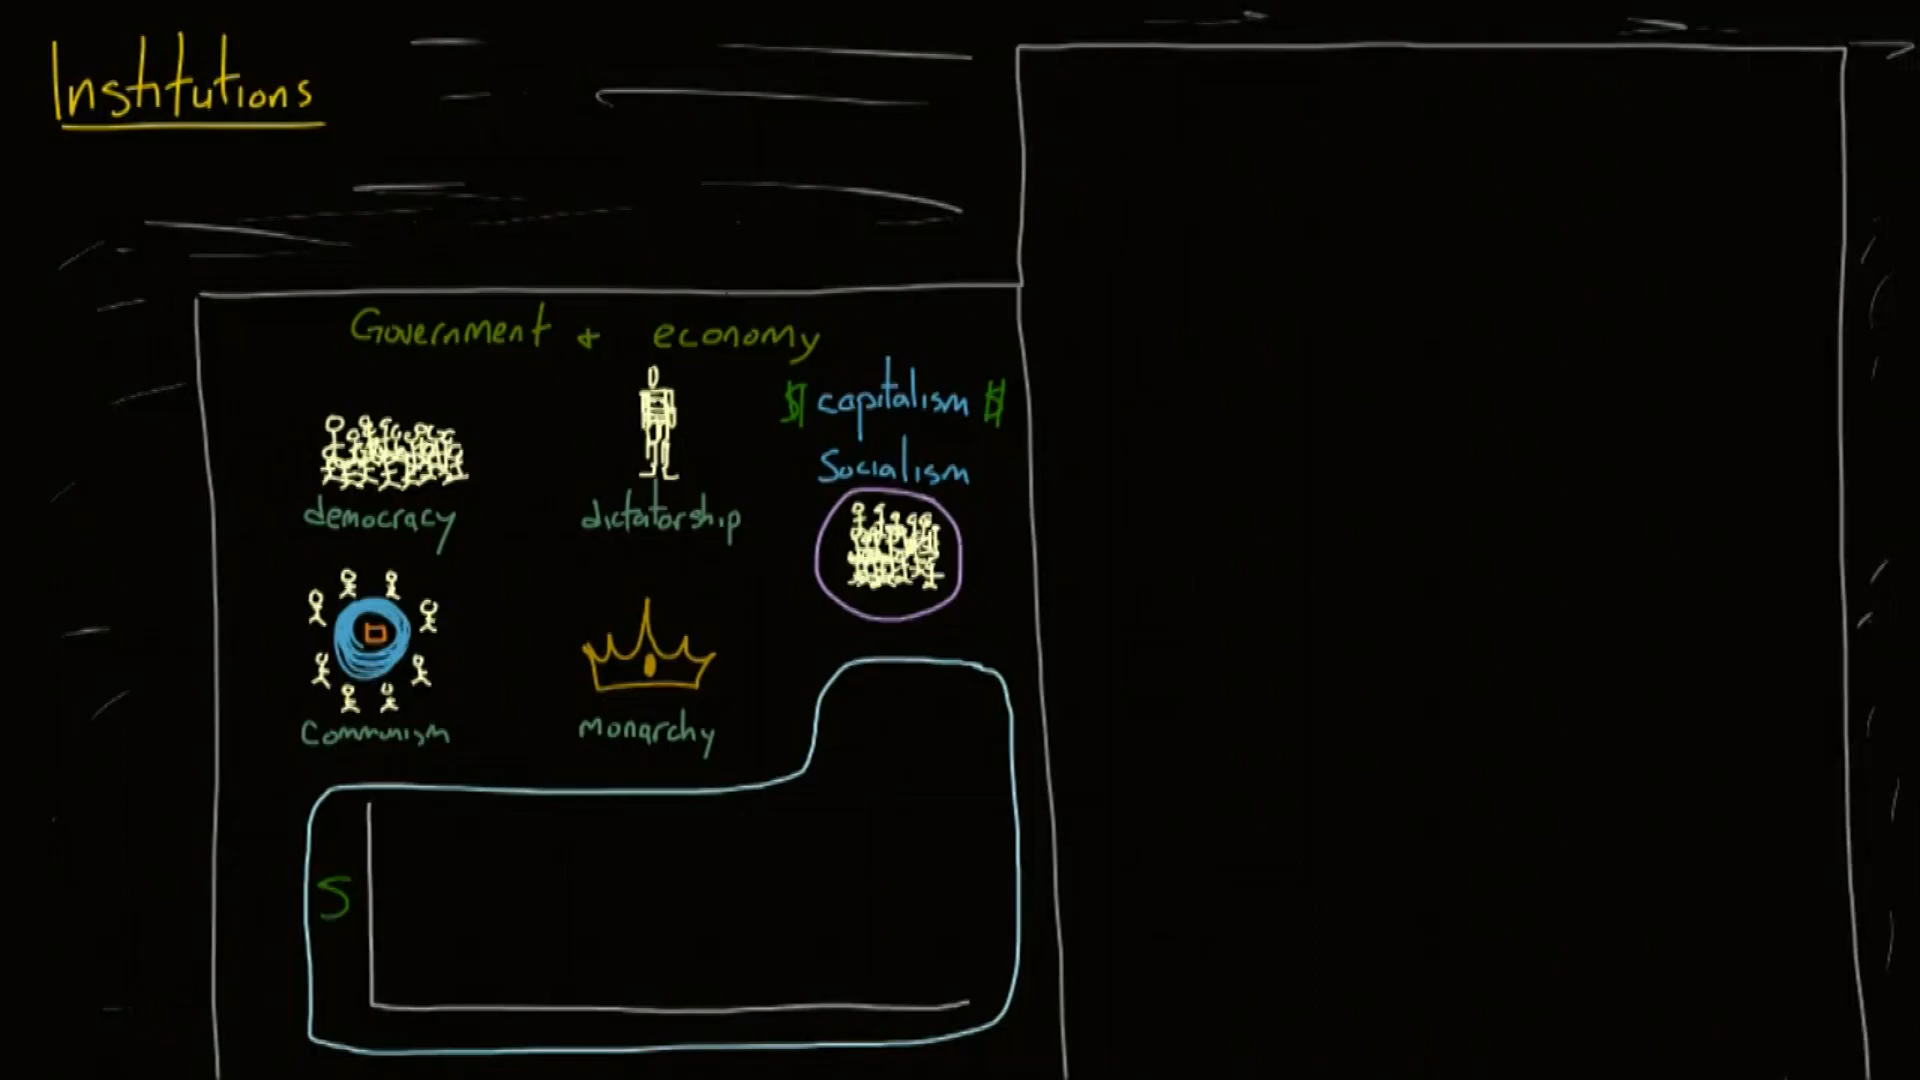 Institutions
Government + economy
$ capitalism $
Socialism
democracy
dictatorship
Communism
monarchy
S